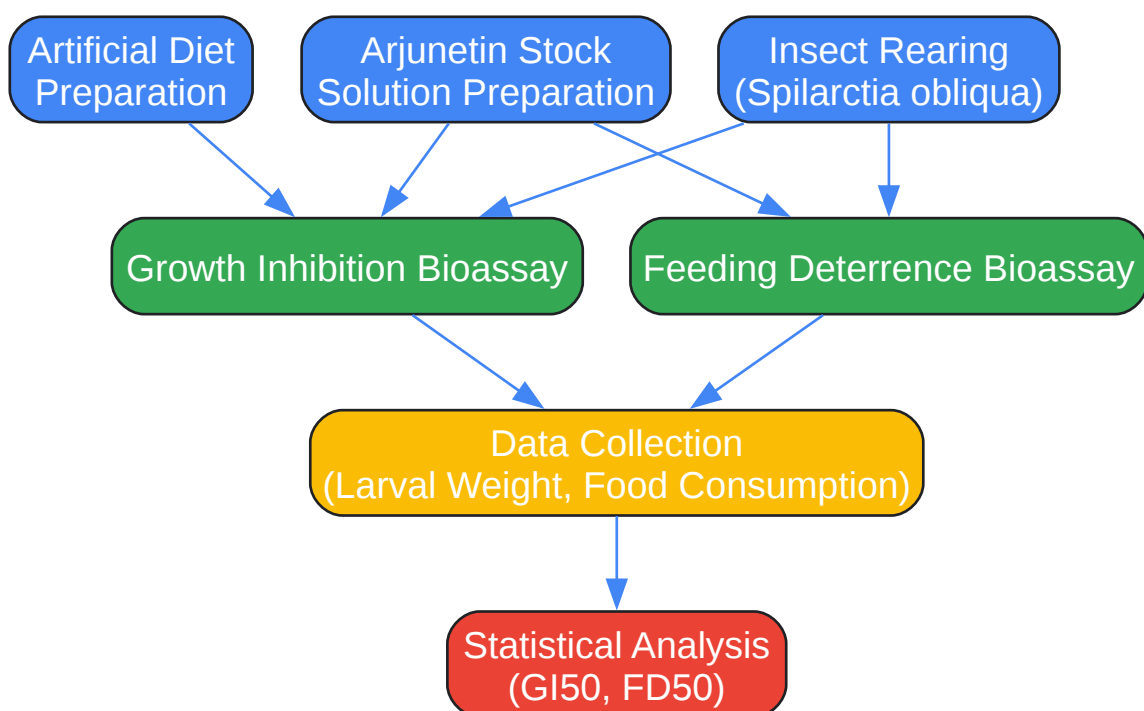 Artificial Diet
Preparation
Arjunetin Stock
Solution Preparation
Insect Rearing
(Spilarctia obliqua)
Growth Inhibition Bioassay
Feeding Deterrence Bioassay
Data Collection
(Larval Weight, Food Consumption)
Statistical Analysis
(GI50, FD50)